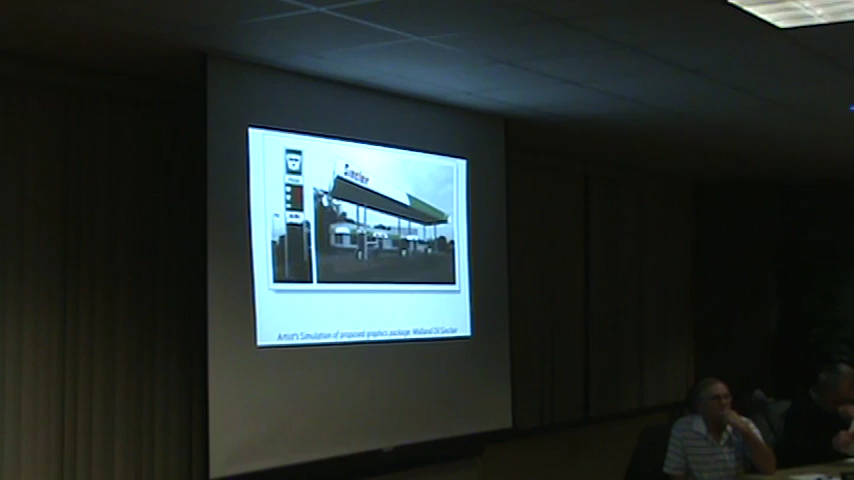 Sinclair
Artist's Simulation of proposed graphics package: Midland Oil Sinclair